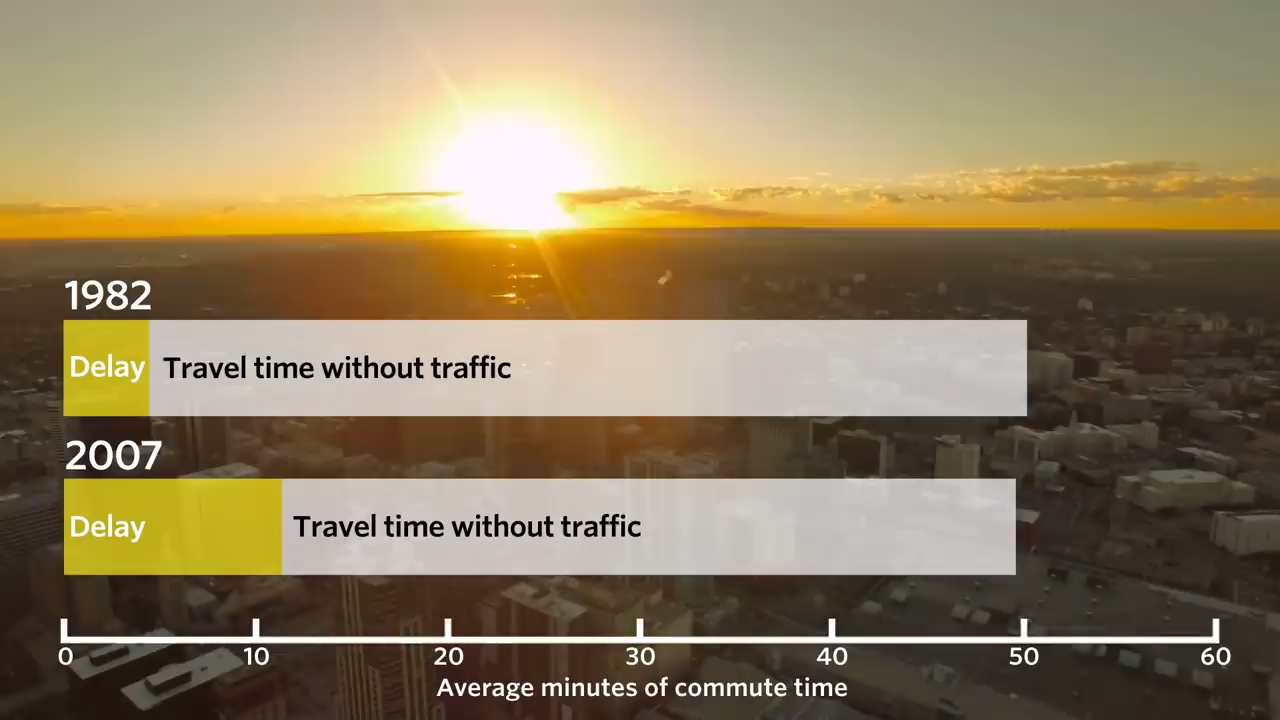 1982
Delay Travel time without traffic
2007
Delay Travel time without traffic
0 10 20 30 40 50 60
Average minutes of commute time